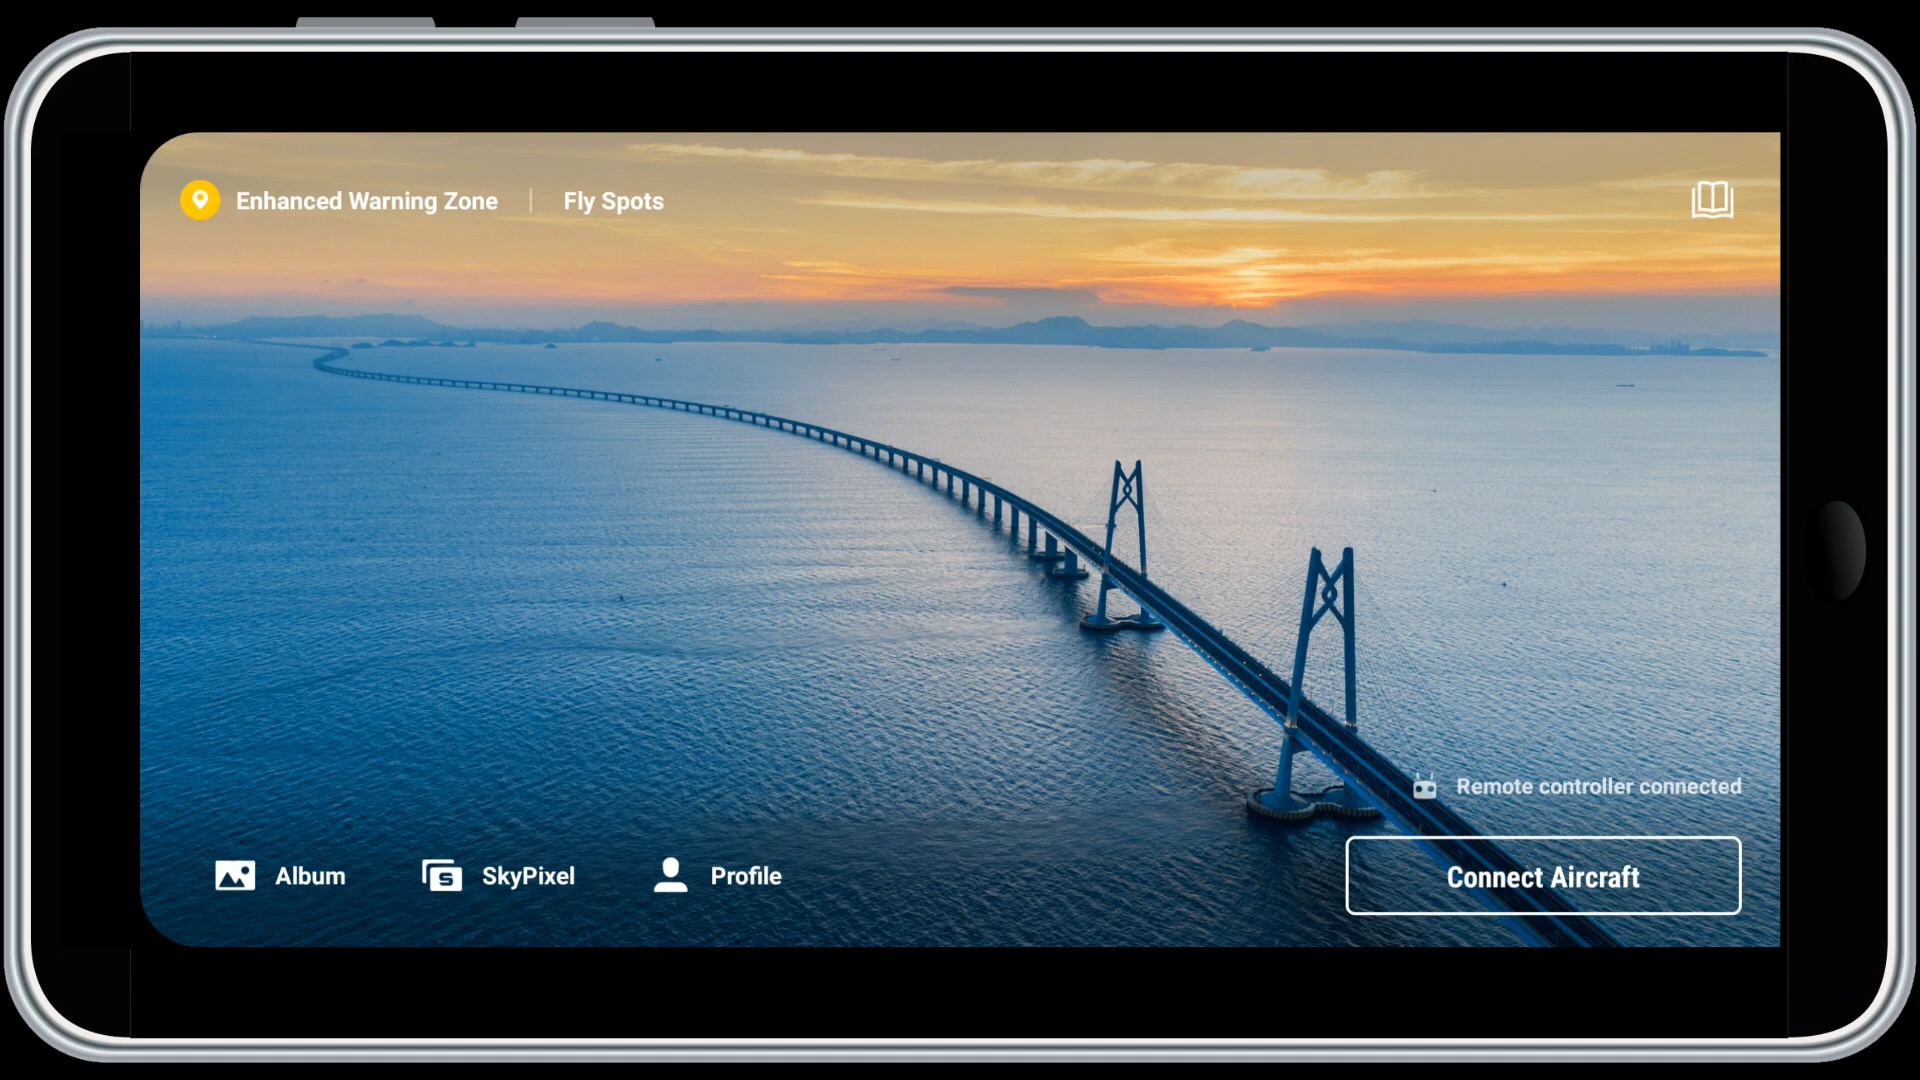 Enhanced Warning Zone
Fly Spots
Remote controller connected
Album
SkyPixel
Profile
Connect Aircraft